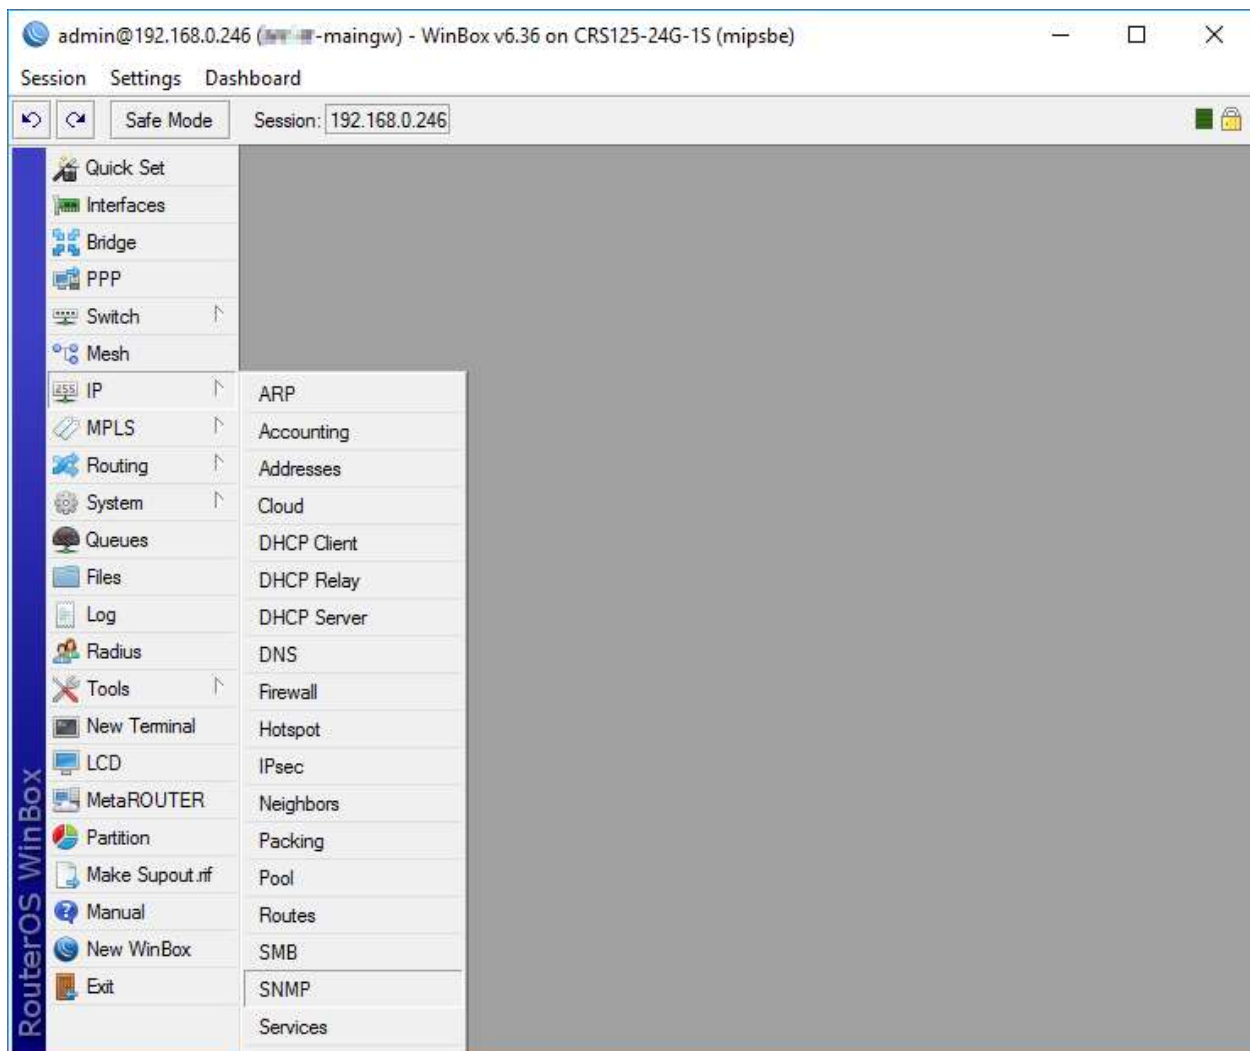 admin@192.168.0.246 ( -maingw) - WinBox v6.36 on CRS125-24G-1S (mipsbe)
Session Settings Dashboard
Safe Mode Session: 192.168.0.246
Quick Set
Interfaces
Bridge
PPP
Switch
Mesh
IP
MPLS
Routing
System
Queues
Files
Log
Radius
Tools
New Terminal
LCD
MetaROUTER
Partition
Make Supout.rif
Manual
New WinBox
Exit
ARP
Accounting
Addresses
Cloud
DHCP Client
DHCP Relay
DHCP Server
DNS
Firewall
Hotspot
IPsec
Neighbors
Packing
Pool
Routes
SMB
SNMP
Services
RouterOS WinBox
255